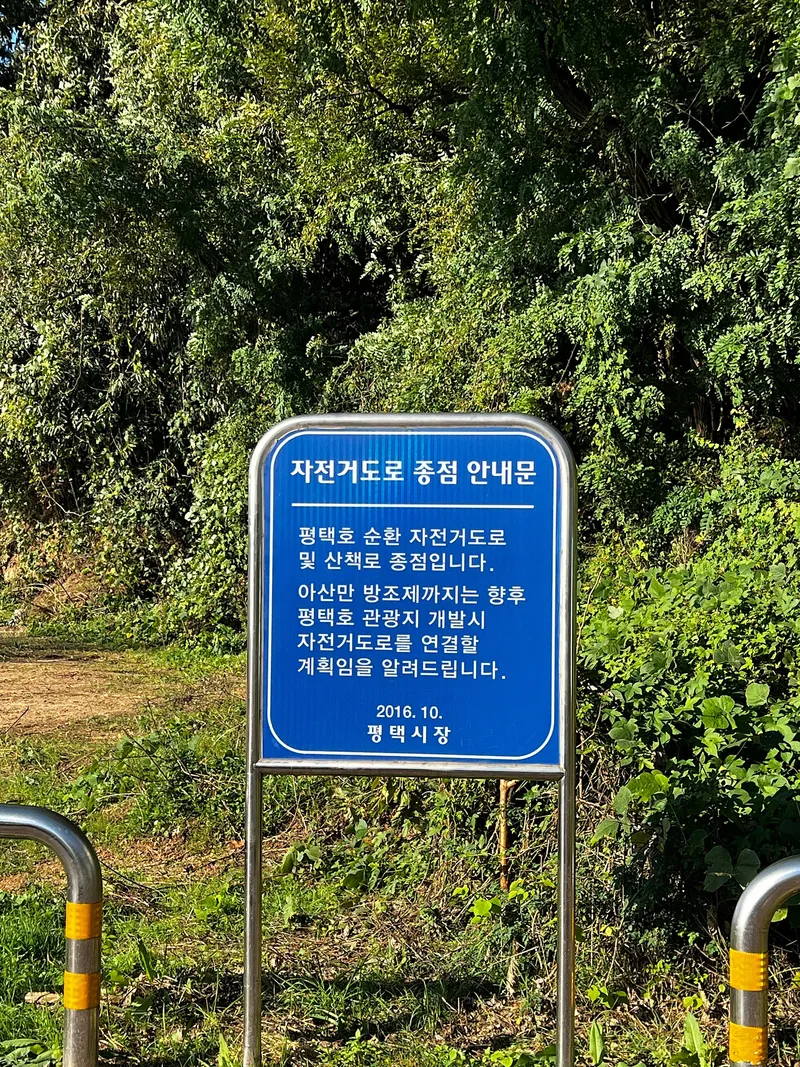 자전거도로 종점 안내문
평택호 순환 자전거도로
및 산책로 종점입니다.
아산만 방조제까지는 향후
평택호 관광지 개발시
자전거도로를 연결할
계획임을 알려드립니다.
2016. 10.
평택시장